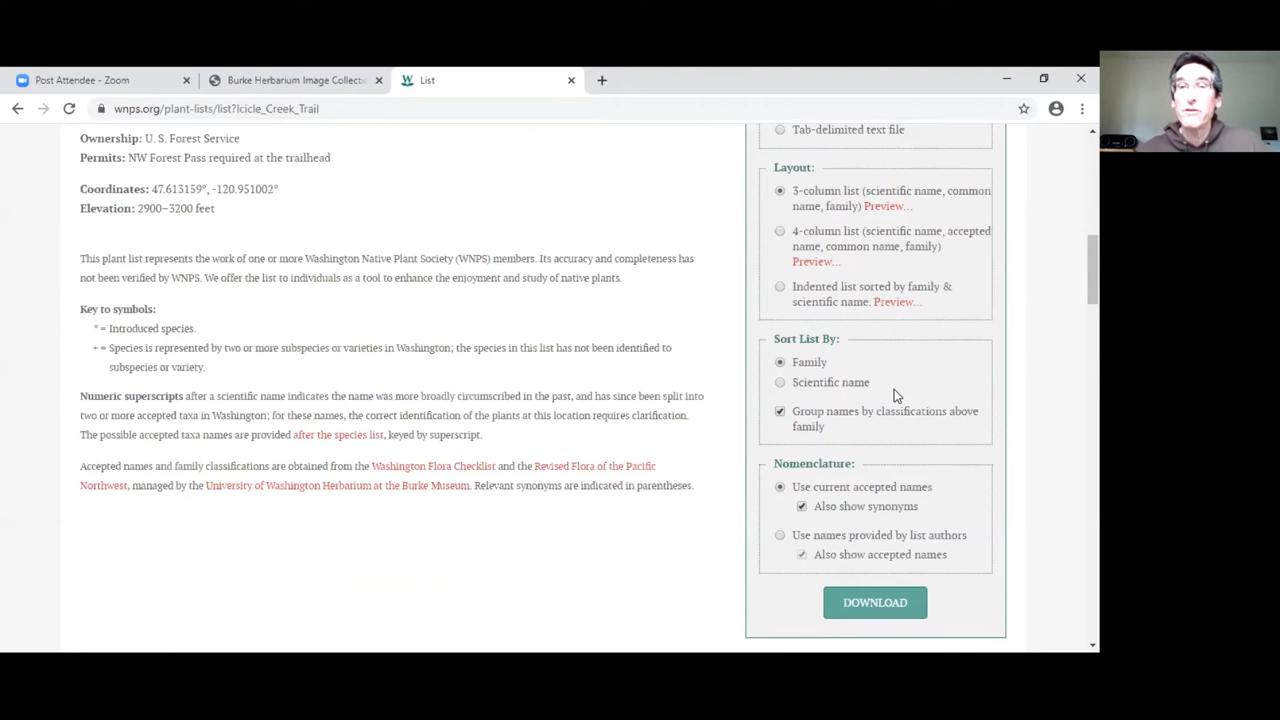 Post Attendee - Zoom
Burke Herbarium Image Collecti
List
wnps.org/plant-lists/list?Icicle_Creek_Trail
Ownership: U. S. Forest Service
Permits: NW Forest Pass required at the trailhead
Coordinates: 47.613159°, -120.951002°
Elevation: 2900–3200 feet
This plant list represents the work of one or more Washington Native Plant Society (WNPS) members. Its accuracy and completeness has
not been verified by WNPS. We offer the list to individuals as a tool to enhance the enjoyment and study of native plants.
Key to symbols:
* = Introduced species.
+ = Species is represented by two or more subspecies or varieties in Washington; the species in this list has not been identified to
subspecies or variety.
Numeric superscripts after a scientific name indicates the name was more broadly circumscribed in the past, and has since been split into
two or more accepted taxa in Washington; for these names, the correct identification of the plants at this location requires clarification.
The possible accepted taxa names are provided after the species list, keyed by superscript.
Accepted names and family classifications are obtained from the Washington Flora Checklist and the Revised Flora of the Pacific
Northwest, managed by the University of Washington Herbarium at the Burke Museum. Relevant synonyms are indicated in parentheses.
Tab-delimited text file
Layout:
3-column list (scientific name, common
name, family) Preview...
4-column list (scientific name, accepted
name, common name, family)
Preview...
Indented list sorted by family &
scientific name. Preview...
Sort List By:
Family
Scientific name
Group names by classifications above
family
Nomenclature:
Use current accepted names
Also show synonyms
Use names provided by list authors
Also show accepted names
DOWNLOAD